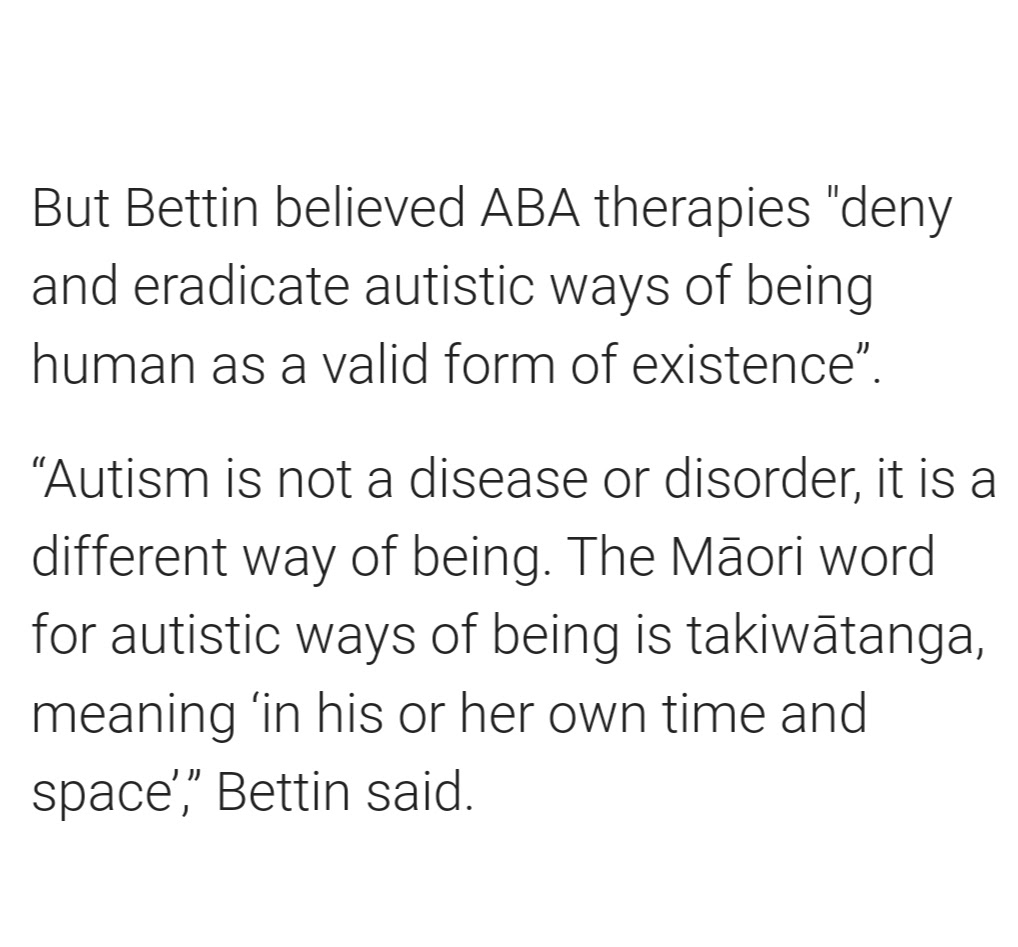 But Bettin believed ABA therapies "deny
and eradicate autistic ways of being
human as a valid form of existence”.
“Autism is not a disease or disorder, it is a
different way of being. The Māori word
for autistic ways of being is takiwātanga,
meaning ‘in his or her own time and
space’,” Bettin said.